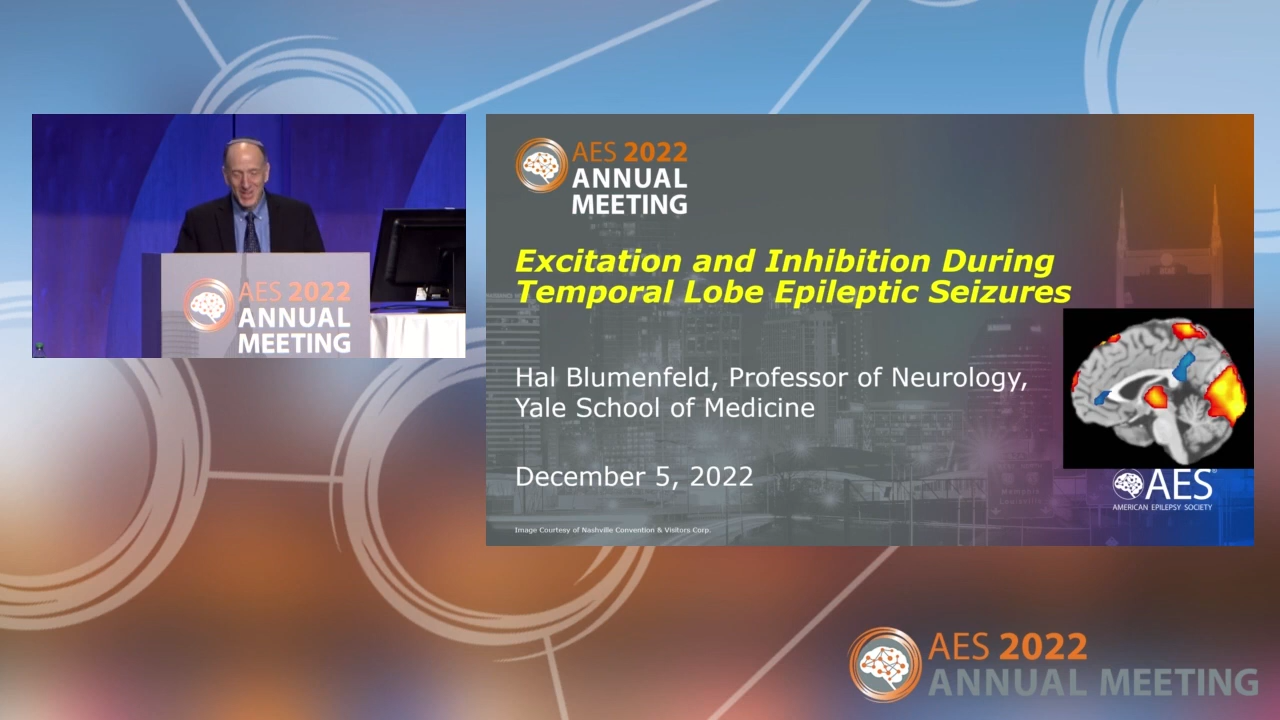 AES 2022
ANNUAL
MEETING
AES 2022
ANNUAL
MEETING
Excitation and Inhibition During
Temporal Lobe Epileptic Seizures
Hal Blumenfeld, Professor of Neurology,
Yale School of Medicine
December 5, 2022
AES
AMERICAN EPILEPSY SOCIETY
Image Courtesy of Nashville Convention & Visitors Corp.
AES 2022
ANNUAL MEETING